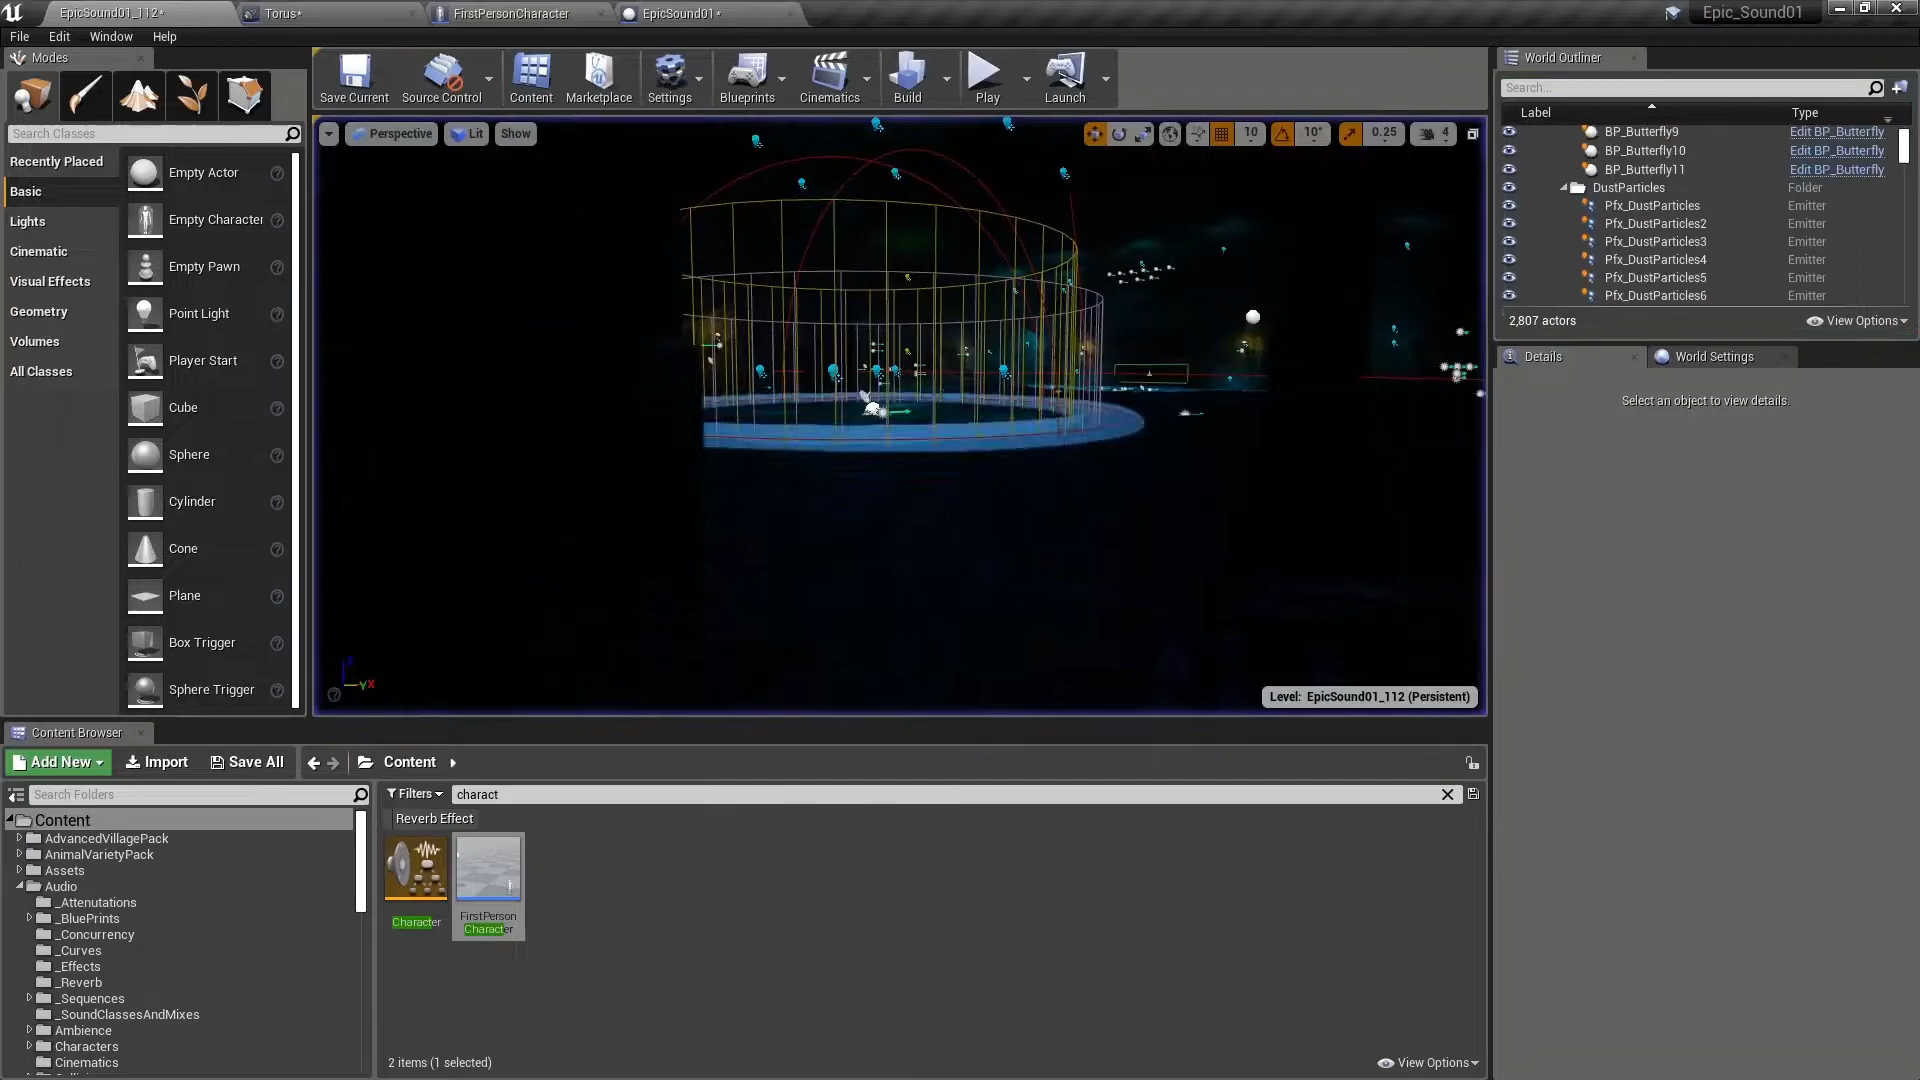 EpicSound01_112*
Torus*
FirstPersonCharacter
EpicSound01*
Epic_Sound01
File
Edit
Window
Help
Modes
Search Classes
Recently Placed
Basic
Lights
Cinematic
Visual Effects
Geometry
Volumes
All Classes
Empty Actor
Empty Character
Empty Pawn
Point Light
Player Start
Cube
Sphere
Cylinder
Cone
Plane
Box Trigger
Sphere Trigger
Save Current
Source Control
Content
Marketplace
Settings
Blueprints
Cinematics
Build
Play
Launch
Perspective
Lit
Show
10
10°
0.25
4
Y X
Level: EpicSound01_112 (Persistent)
World Outliner
Search...
Label
Type
BP_Butterfly9 Edit BP_Butterfly
BP_Butterfly10 Edit BP_Butterfly
BP_Butterfly11 Edit BP_Butterfly
DustParticles Folder
Pfx_DustParticles Emitter
Pfx_DustParticles2 Emitter
Pfx_DustParticles3 Emitter
Pfx_DustParticles4 Emitter
Pfx_DustParticles5 Emitter
Pfx_DustParticles6 Emitter
2,807 actors
View Options
Details
World Settings
Select an object to view details.
Content Browser
Add New
Import
Save All
Content
Search Folders
Filters
charact
Content
AdvancedVillagePack
AnimalVarietyPack
Assets
Audio
_Attenutations
_BluePrints
_Concurrency
_Curves
_Effects
_Reverb
_Sequences
_SoundClassesAndMixes
Ambience
Characters
Cinematics
Reverb Effect
Character
FirstPerson
Character
2 items (1 selected)
View Options